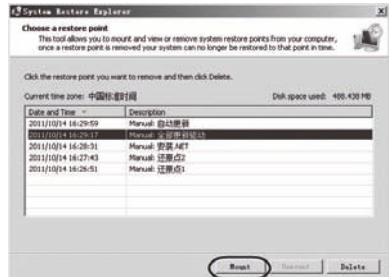 System Restore Explorer
Choose a restore point
This tool allows you to mount and view or remove system restore points from your computer,
once a restore point is removed your system can no longer be restored to that point in time.
Click the restore point you want to remove and then click Delete.
Current time zone: 中国标准时间 Disk space used: 488.438 MB
Date and Time Description
2011/10/14 16:29:59 Manual: 自动更新
2011/10/14 16:29:17 Manual: 全部更新驱动
2011/10/14 16:28:31 Manual: 安装.NET
2011/10/14 16:27:43 Manual: 还原点2
2011/10/14 16:26:51 Manual: 还原点1
Mount Unmount Delete